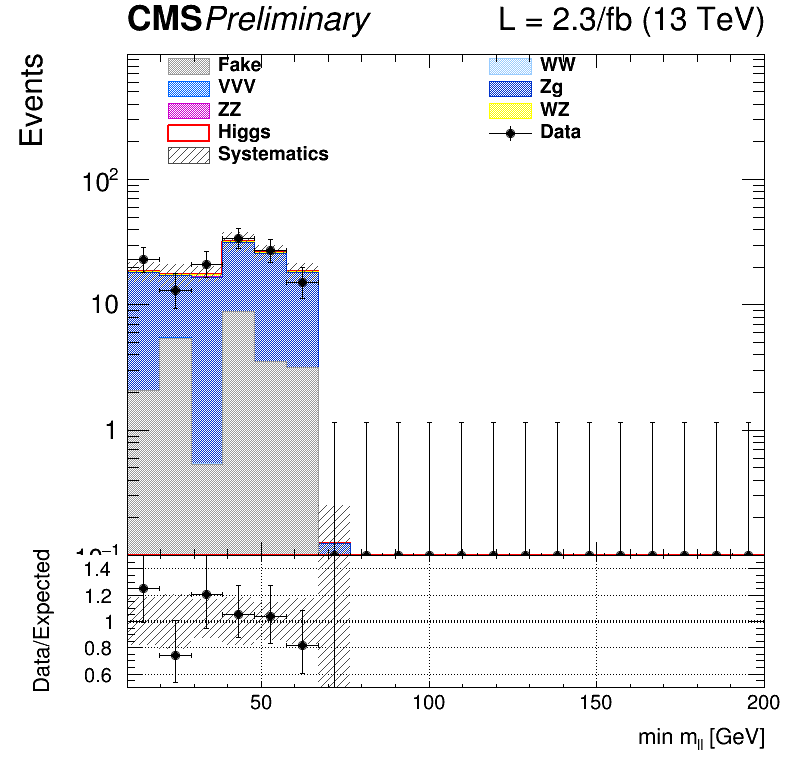 CMS Preliminary L = 2.3/fb (13 TeV)
Events
Fake WW
VVV Zg
ZZ WZ
Higgs Data
Systematics
10²
10
1
Data/Expected
1.4
1.2
1
0.8
0.6
50 100 150 200
min m_ll [GeV]